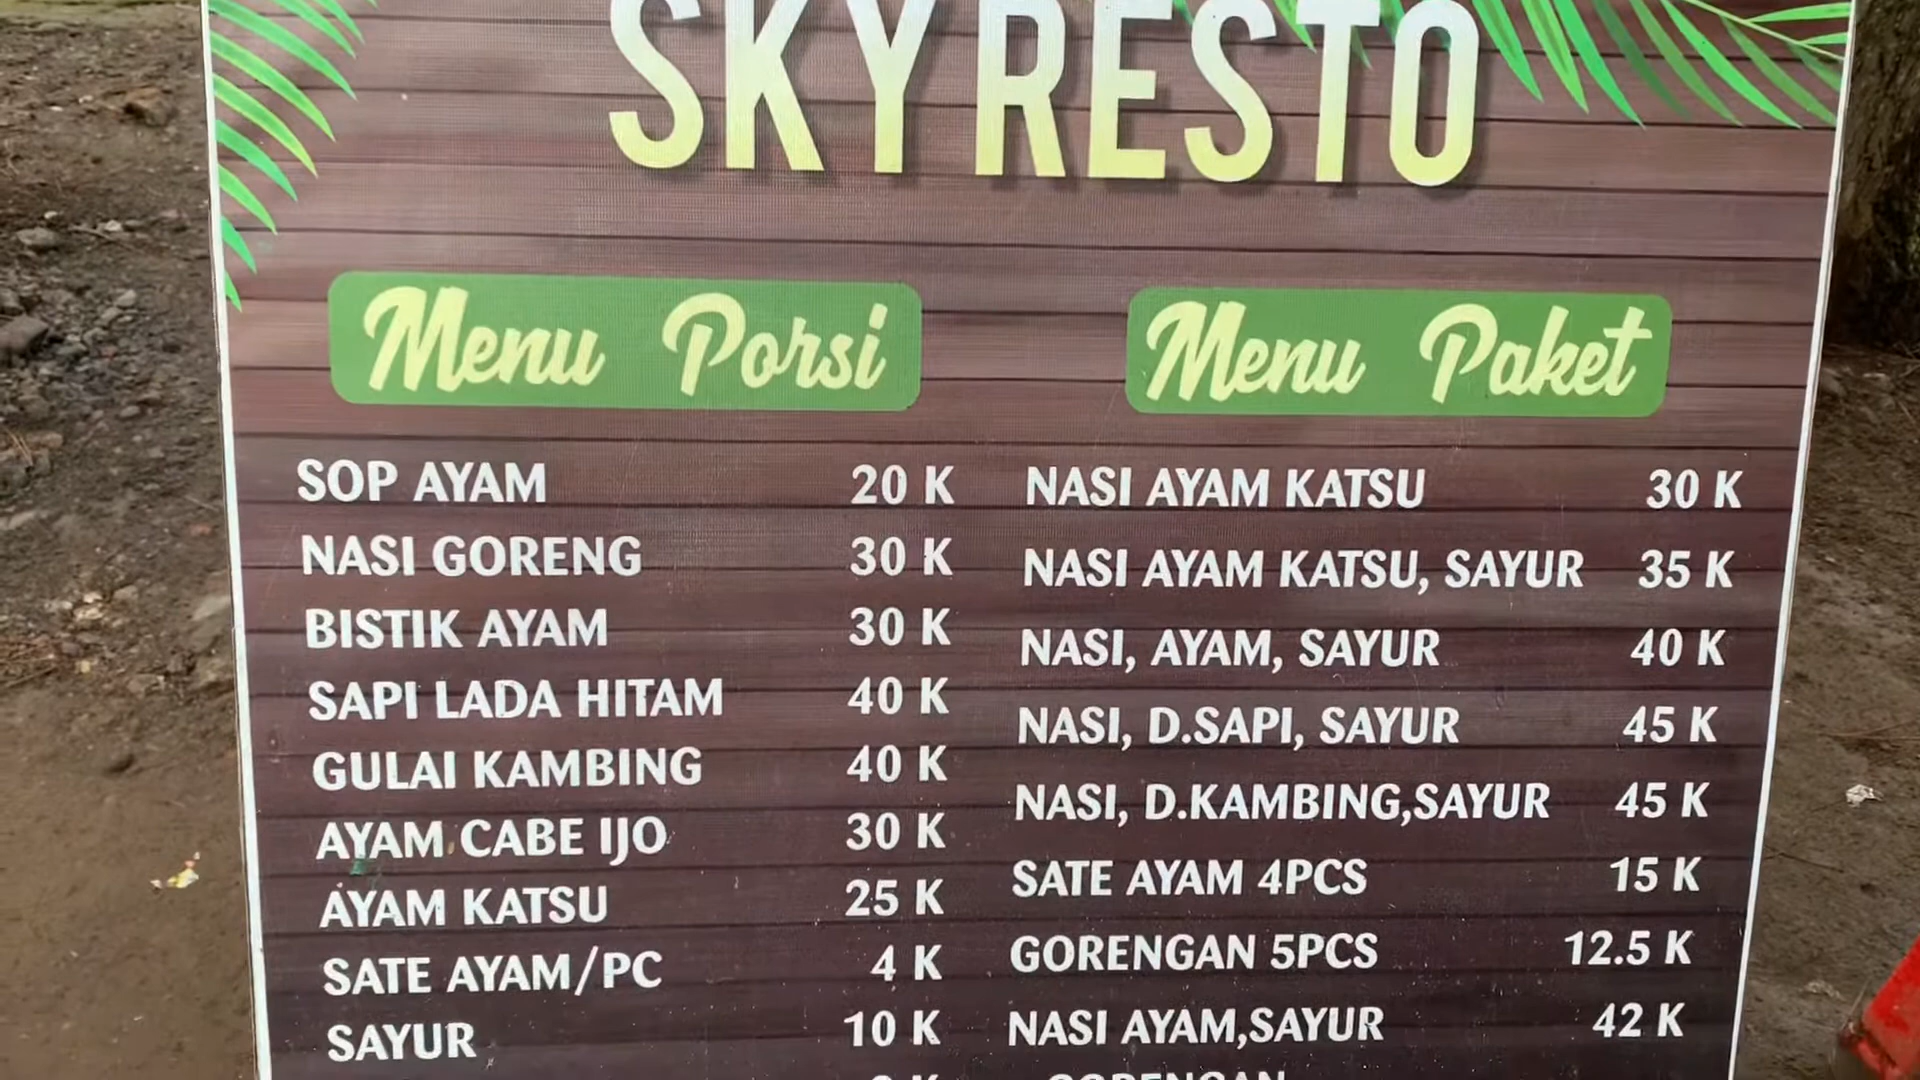 SKY RESTO
Menu Porsi
SOP AYAM 20 K
NASI GORENG 30 K
BISTIK AYAM 30 K
SAPI LADA HITAM 40 K
GULAI KAMBING 40 K
AYAM CABE IJO 30 K
AYAM KATSU 25 K
SATE AYAM/PC 4 K
SAYUR 10 K
Menu Paket
NASI AYAM KATSU 30 K
NASI AYAM KATSU, SAYUR 35 K
NASI, AYAM, SAYUR 40 K
NASI, D.SAPI, SAYUR 45 K
NASI, D.KAMBING,SAYUR 45 K
SATE AYAM 4PCS 15 K
GORENGAN 5PCS 12.5 K
NASI AYAM,SAYUR 42 K
GORENGAN